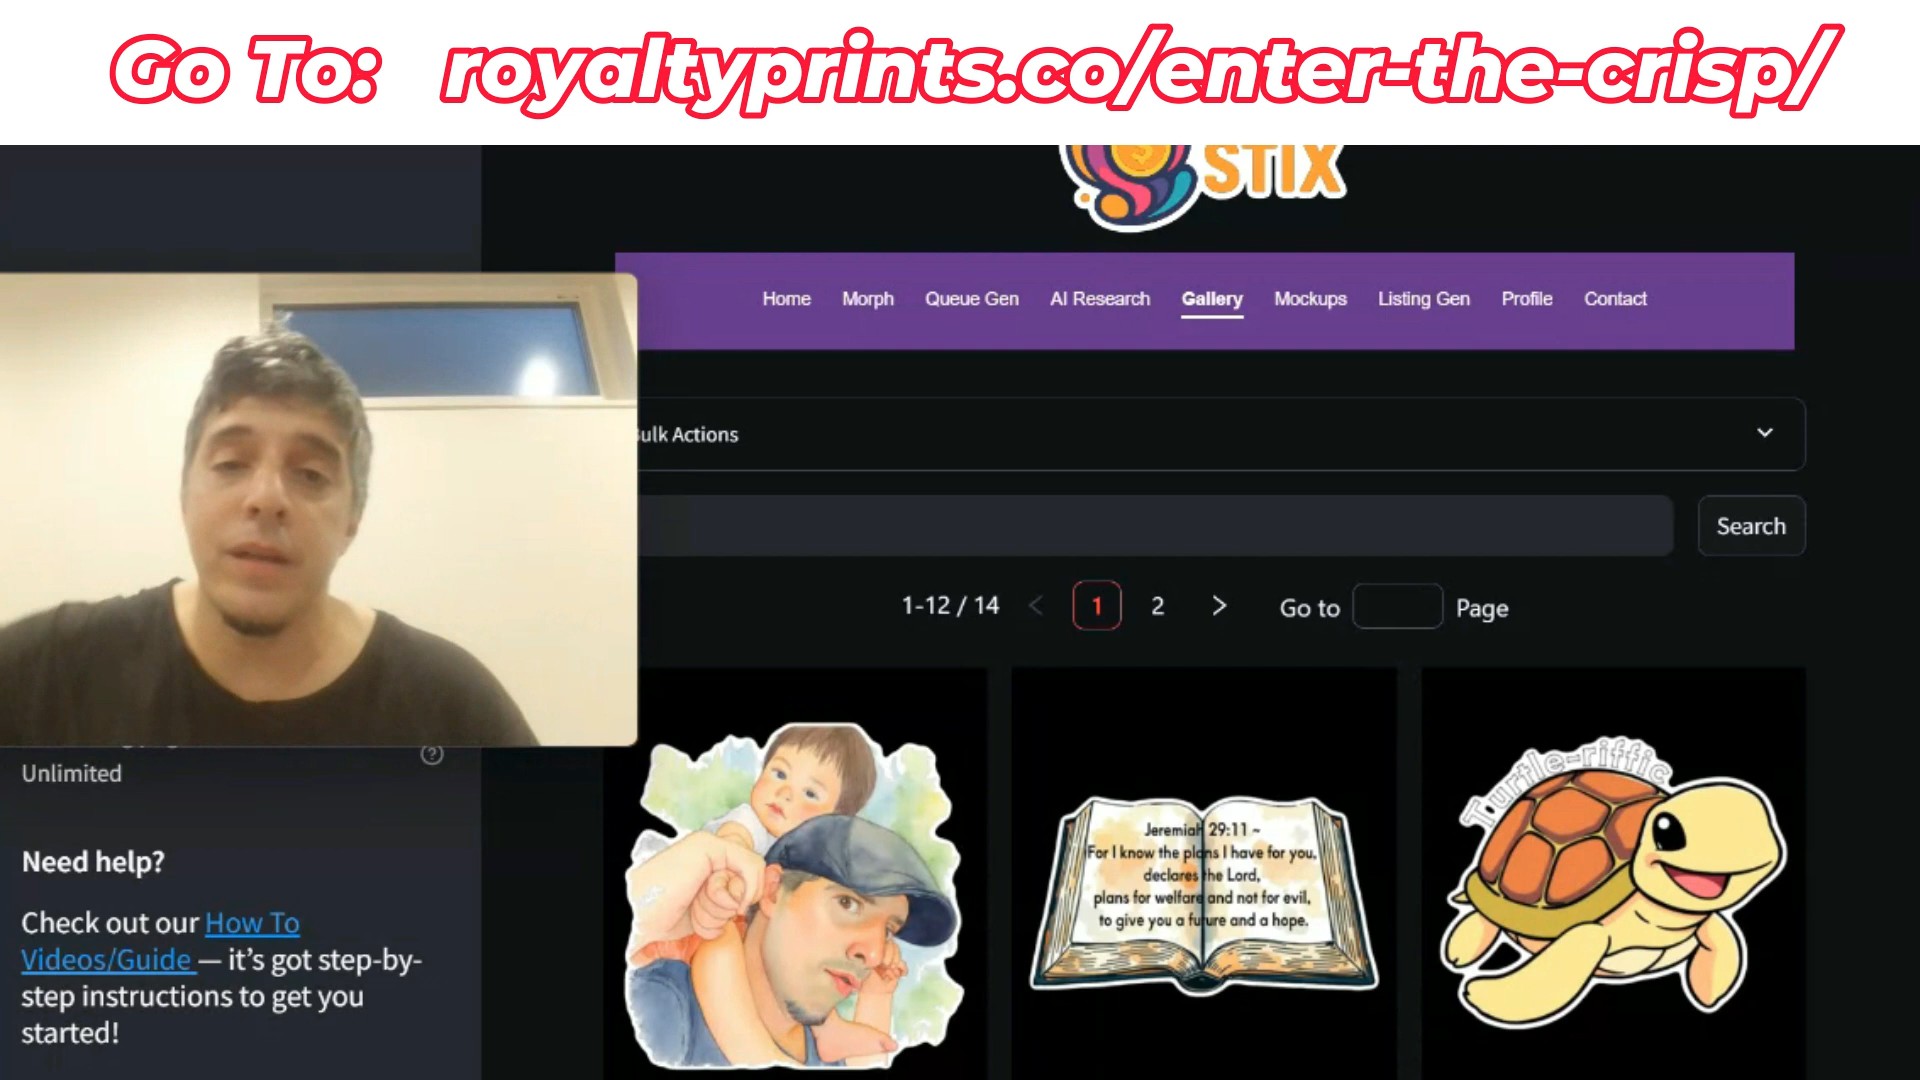 Go To: royaltyprints.co/enter-the-crisp/
STIX
Home Morph Queue Gen AI Research Gallery Mockups Listing Gen Profile Contact
Bulk Actions
Search
1-12 / 14 < 1 2 > Go to Page
Unlimited
Need help?
Check out our How To
Videos/Guide — it's got step-by-
step instructions to get you
started!
Jeremiah 29:11 ~
For I know the plans I have for you,
declares the Lord,
plans for welfare and not for evil,
to give you a future and a hope.
Turtle-riffic